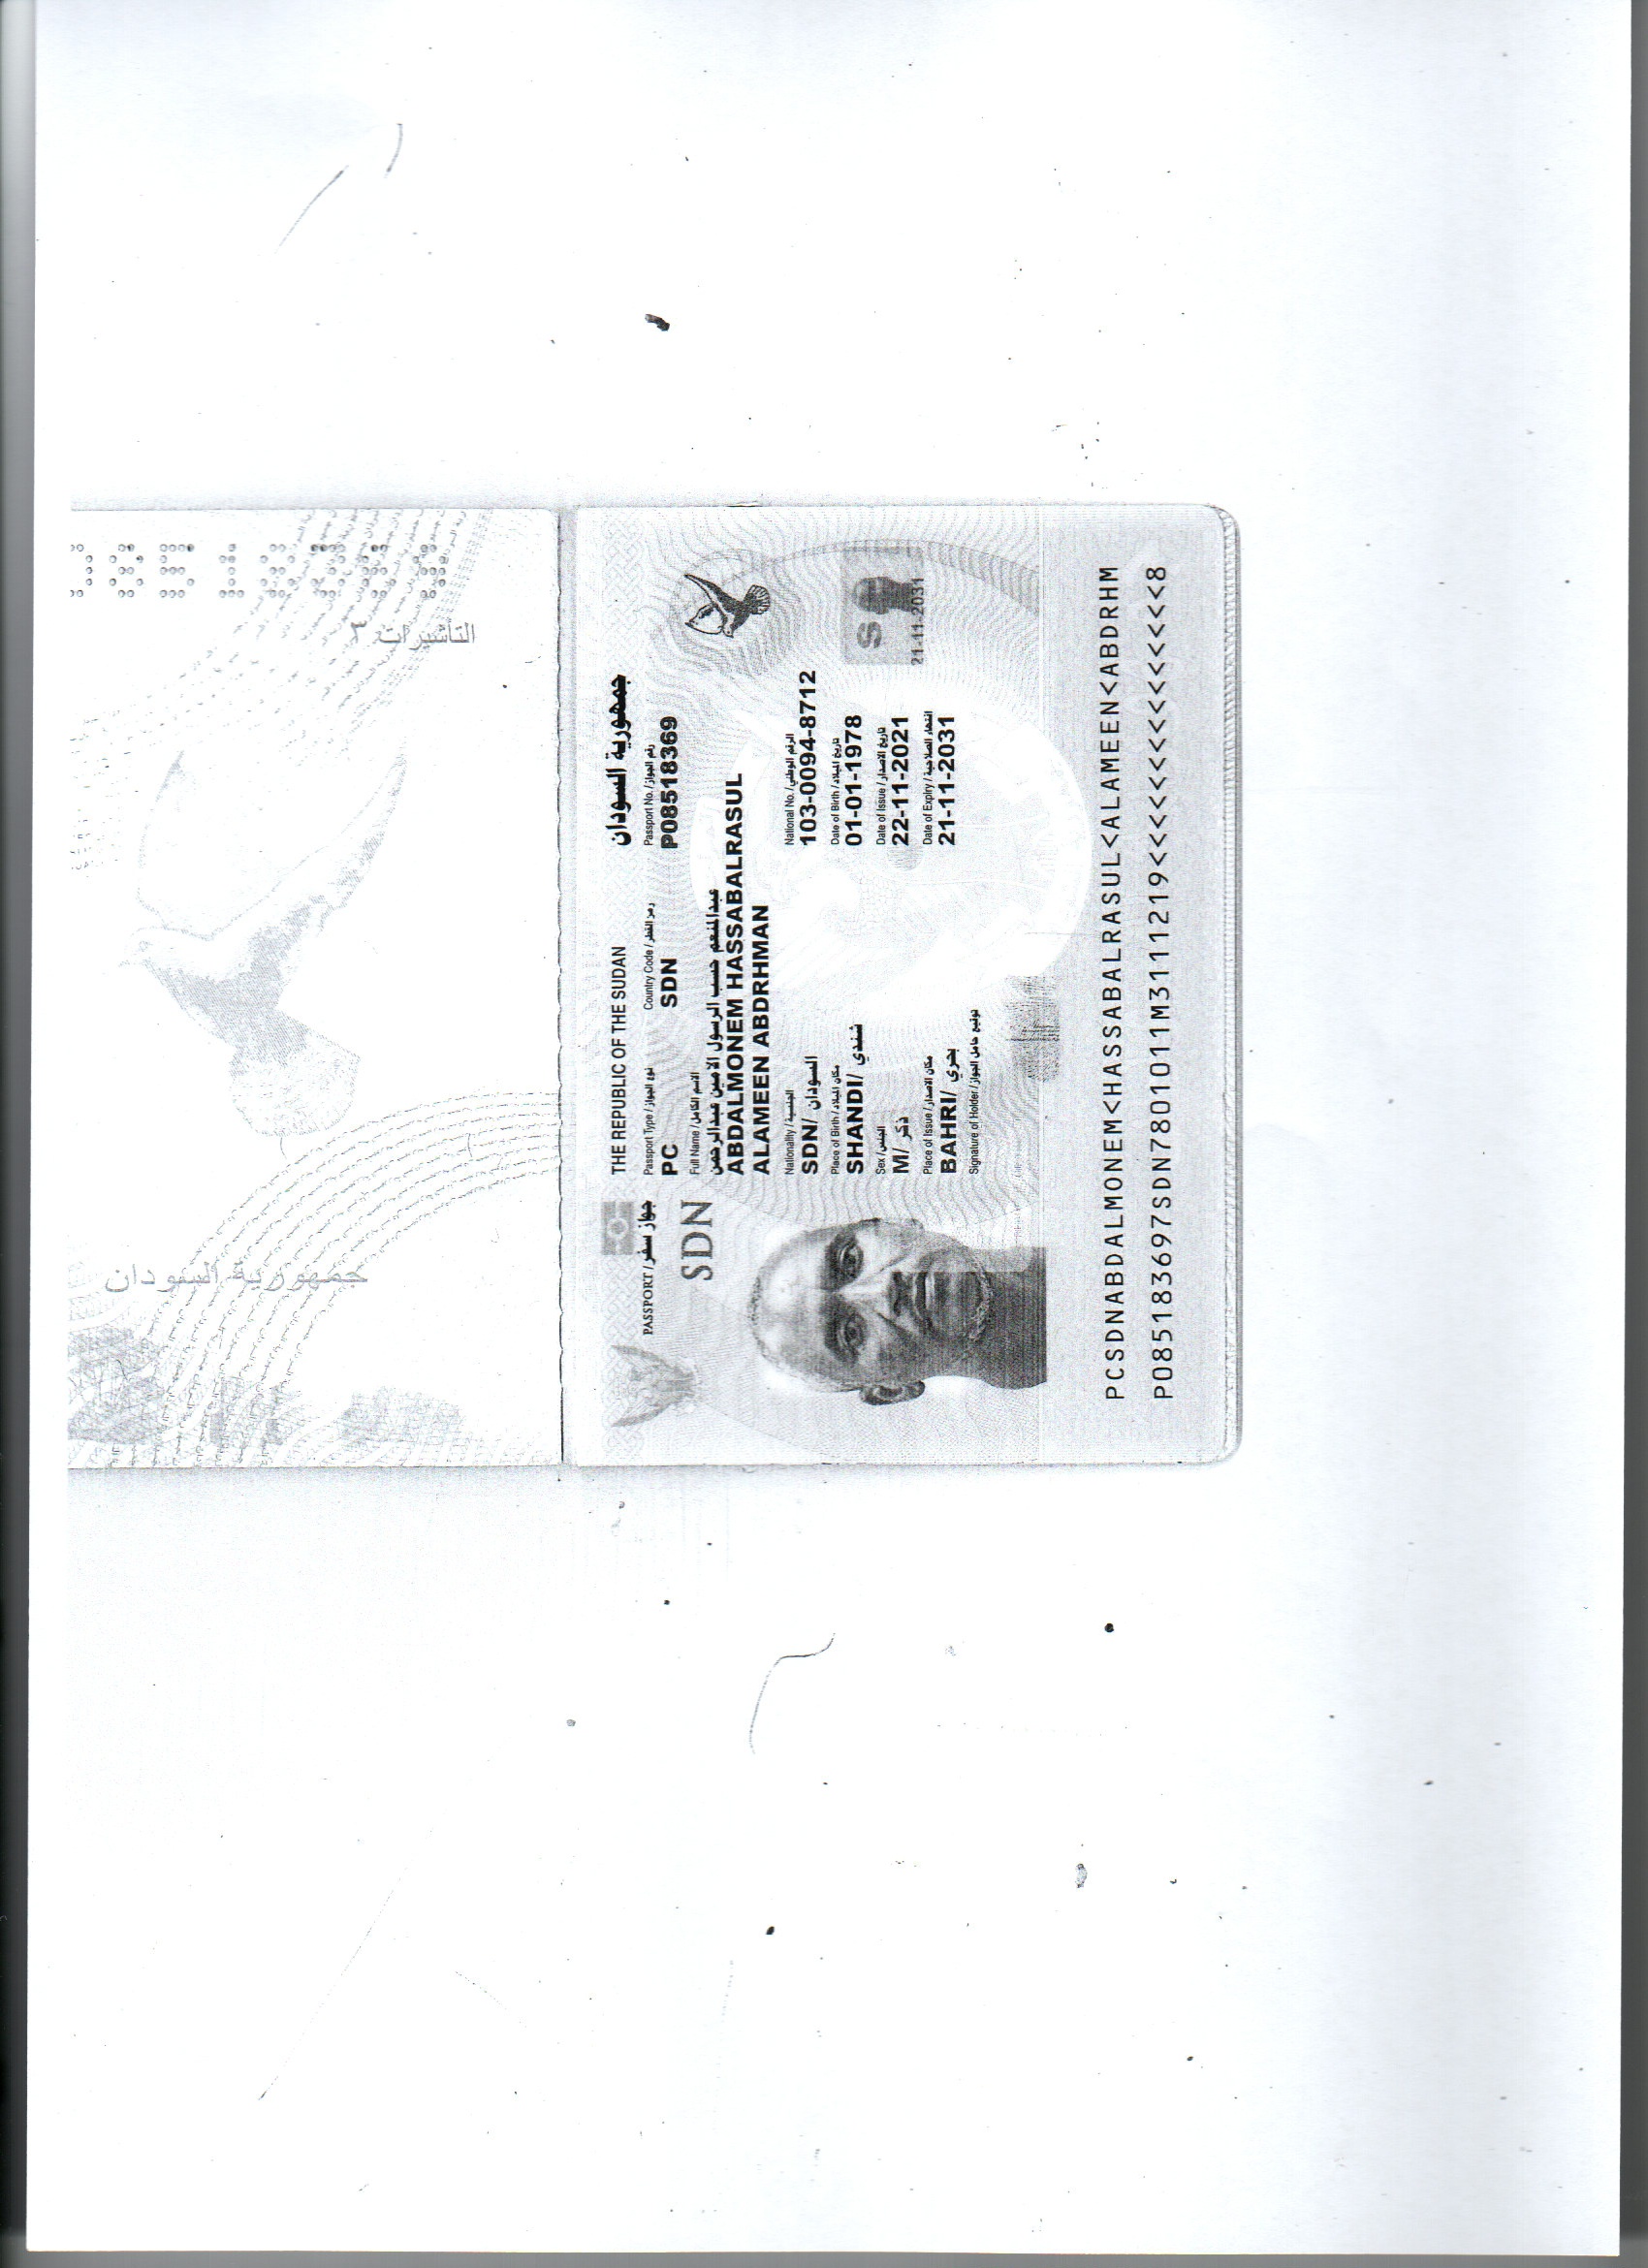 جمهورية السودان
التأشيرات ٣
THE REPUBLIC OF THE SUDAN
جمهورية السودان
PASSPORT / جواز سفر
SDN
Passport Type / نوع الجواز
Country Code / رمز القطر
Passport No. / رقم الجواز
PC
SDN
P08518369
Full Name / الاسم الكامل
عبدالمنعم حسب الرسول الامين عبدالرحمن
ABDALMONEM HASSABALRASUL
ALAMEEN ABDRHMAN
Nationality / الجنسية
National No. / الرقم الوطني
SDN/ السودان
103-0094-8712
Place of Birth / مكان الميلاد
Date of Birth / تاريخ الميلاد
SHANDI/ شندي
01-01-1978
Sex / الجنس
Date of Issue / تاريخ الاصدار
M/ ذكر
22-11-2021
Place of Issue / مكان الاصدار
Date of Expiry / انتهاء الصلاحية
BAHRI/ بحري
21-11-2031
Signature of Holder / توقيع حامل الجواز
S
21-11-2031
PCSDNABDALMONEM<HASSABALRASUL<ALAMEEN<ABDRHM
P085183697SDN7801011M3111219<<<<<<<<<<<<<<<8